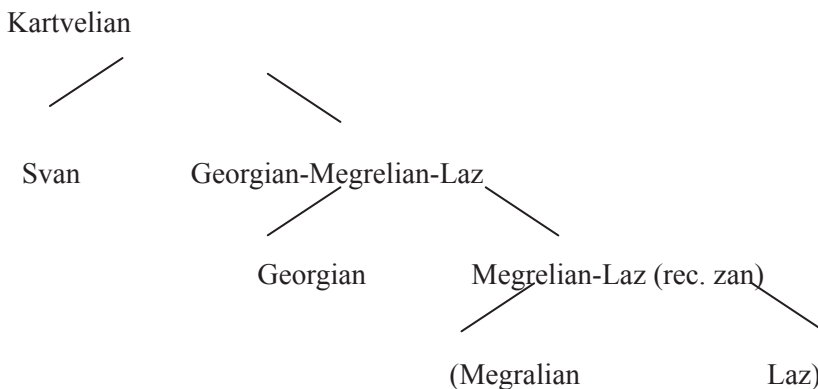 Kartvelian
Svan Georgian-Megrelian-Laz
Georgian Megrelian-Laz (rec. zan)
(Megralian Laz)